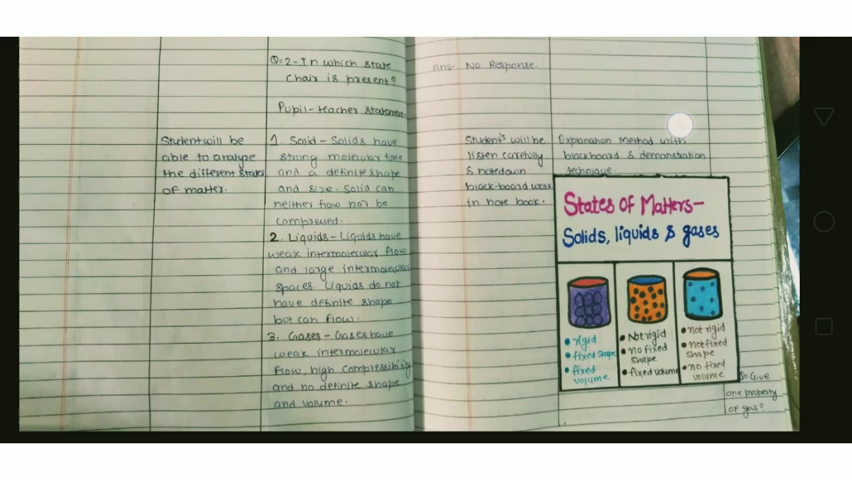 Q=2-In which state
chair is present?
Pupil-teacher statement
Student will be
able to analyze
the different states
of matter.
1. Solid - Solids have
strong molecular force
and a definite shape
and size. Solid can
neither flow nor be
compressed.
2. Liquids - Liquids have
weak intermolecular flow
and large intermolecular
spaces. Liquids do not
have definite shape
but can flow.
3. Gases - Gases have
weak intermolecular
flow, high compressibility
and no definite shape
and volume.
Ans- No Response.
Student's will be
listen carefully
& notedown
black-board work
in note book.
Explanation Method with
blackboard & demonstration
technique.
States of Matters-
Solids, liquids & gases
• rigid
• fixed shape
• fixed volume
• Not rigid
• no fixed
shape
• fixed volume
• not rigid
• not fixed
shape
• no fixed
volume
Q= Give
one property
of gas?